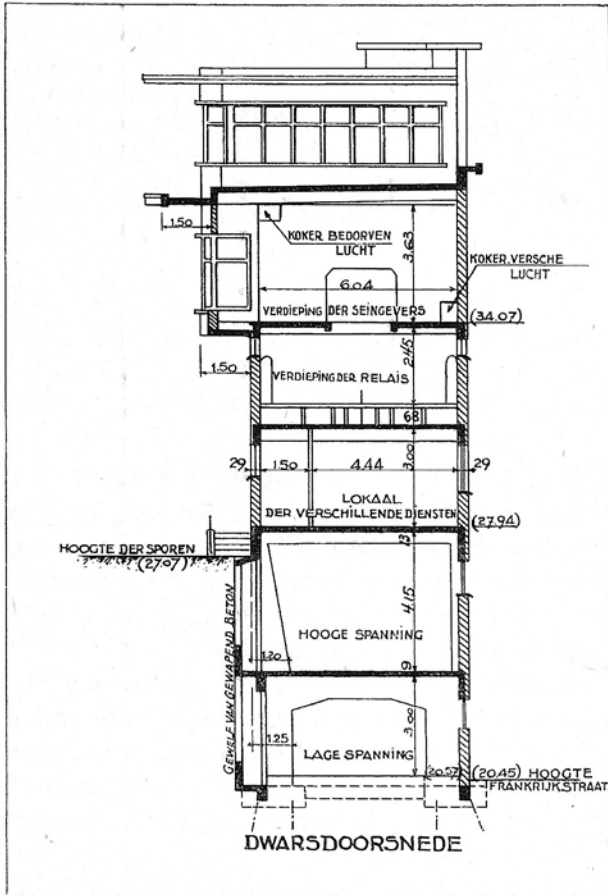 1.50
KOKER BEDORVEN
LUCHT
3.63
KOKER VERSCHE
LUCHT
6.04
VERDIEPING DER SEINGEVERS
(34.07)
1.50
2.45
VERDIEPING DER RELAIS
68
29
1.50
4.44
3.00
29
LOKAAL
DER VERSCHILLENDE DIENSTEN
(27.94)
HOOGTE DER SPOREN
(27.07)
13
GEWELF VAN GEWAPEND BETON
4.15
HOOGE SPANNING
1.20
9
1.25
3.00
LAGE SPANNING
20.57
(20.45) HOOGTE
FRANKRIJKSTRAAT
DWARSDOORSNEDE